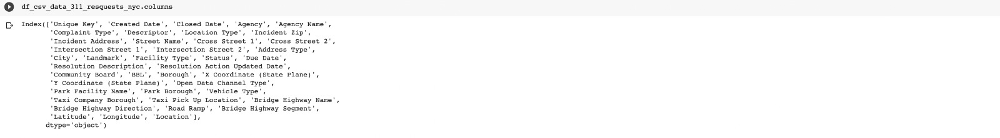 df_csv_data_311_resquests_nyc.columns
Index(['Unique Key', 'Created Date', 'Closed Date', 'Agency', 'Agency Name',
'Complaint Type', 'Descriptor', 'Location Type', 'Incident Zip',
'Incident Address', 'Street Name', 'Cross Street 1', 'Cross Street 2',
'Intersection Street 1', 'Intersection Street 2', 'Address Type',
'City', 'Landmark', 'Facility Type', 'Status', 'Due Date',
'Resolution Description', 'Resolution Action Updated Date',
'Community Board', 'BBL', 'Borough', 'X Coordinate (State Plane)',
'Y Coordinate (State Plane)', 'Open Data Channel Type',
'Park Facility Name', 'Park Borough', 'Vehicle Type',
'Taxi Company Borough', 'Taxi Pick Up Location', 'Bridge Highway Name',
'Bridge Highway Direction', 'Road Ramp', 'Bridge Highway Segment',
'Latitude', 'Longitude', 'Location'],
dtype='object')